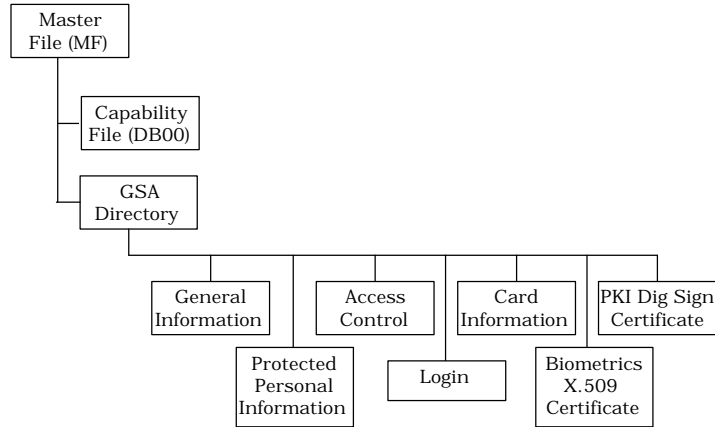 Master
File (MF)
Capability
File (DB00)
GSA
Directory
General
Information
Access
Control
Card
Information
PKI Dig Sign
Certificate
Protected
Personal
Information
Login
Biometrics
X.509
Certificate